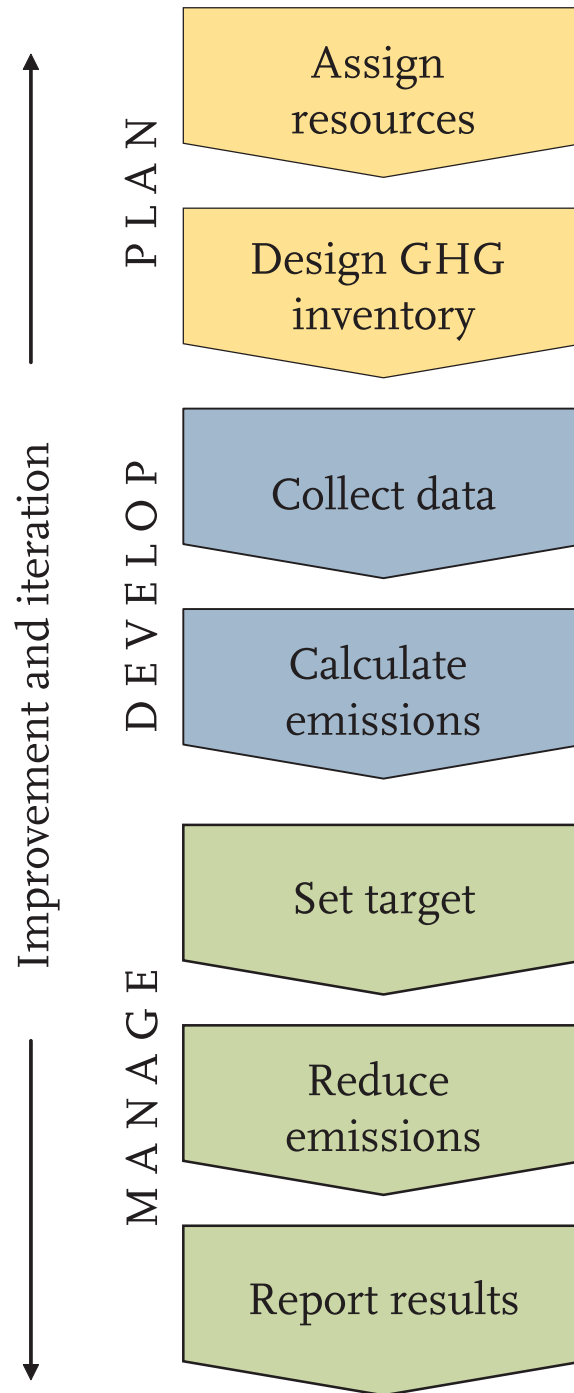 Improvement and iteration
PLAN
Assign
resources
Design GHG
inventory
DEVELOP
Collect data
Calculate
emissions
MANAGE
Set target
Reduce
emissions
Report results